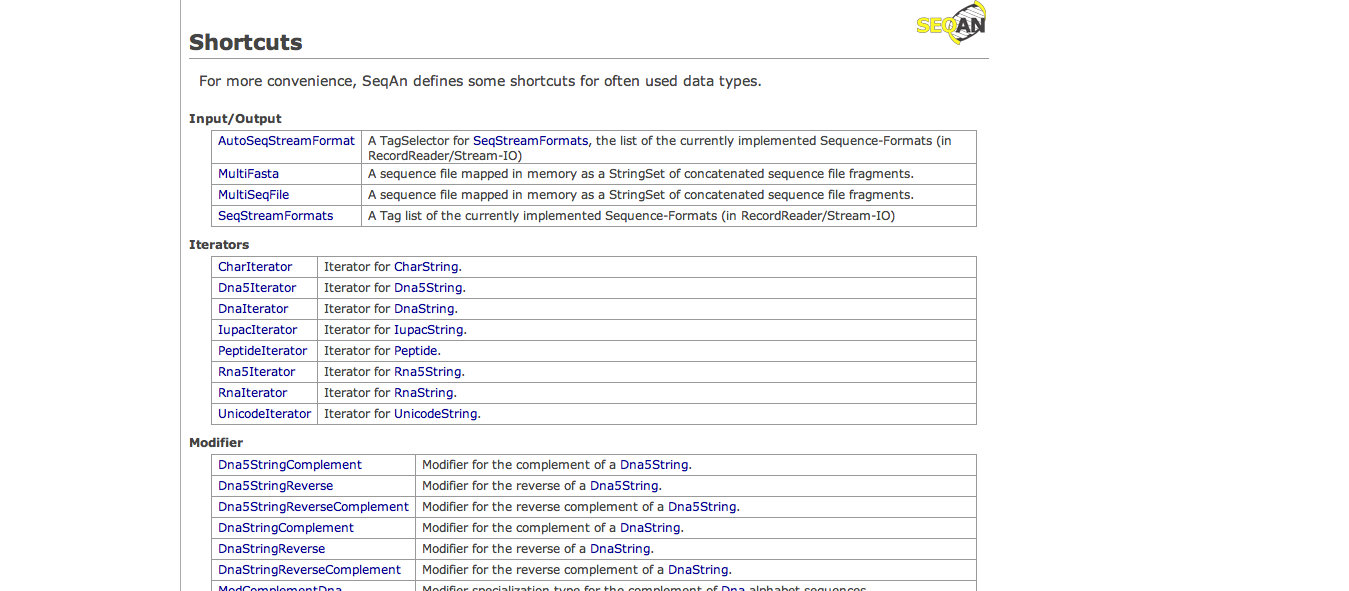 SEQAN
Shortcuts
For more convenience, SeqAn defines some shortcuts for often used data types.
Input/Output
AutoSeqStreamFormat A TagSelector for SeqStreamFormats, the list of the currently implemented Sequence-Formats (in
RecordReader/Stream-IO)
MultiFasta A sequence file mapped in memory as a StringSet of concatenated sequence file fragments.
MultiSeqFile A sequence file mapped in memory as a StringSet of concatenated sequence file fragments.
SeqStreamFormats A Tag list of the currently implemented Sequence-Formats (in RecordReader/Stream-IO)
Iterators
CharIterator Iterator for CharString.
Dna5Iterator Iterator for Dna5String.
DnaIterator Iterator for DnaString.
IupacIterator Iterator for IupacString.
PeptideIterator Iterator for Peptide.
Rna5Iterator Iterator for Rna5String.
RnaIterator Iterator for RnaString.
UnicodeIterator Iterator for UnicodeString.
Modifier
Dna5StringComplement Modifier for the complement of a Dna5String.
Dna5StringReverse Modifier for the reverse of a Dna5String.
Dna5StringReverseComplement Modifier for the reverse complement of a Dna5String.
DnaStringComplement Modifier for the complement of a DnaString.
DnaStringReverse Modifier for the reverse of a DnaString.
DnaStringReverseComplement Modifier for the reverse complement of a DnaString.
ModComplementDna Modifier specialization type for the complement of Dna alphabet sequences.